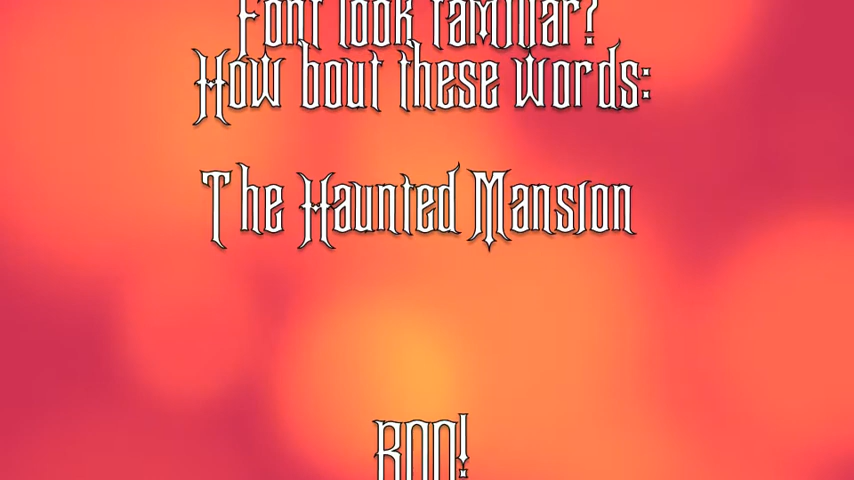 Font look familiar?
How bout these words:
The Haunted Mansion
BOO!